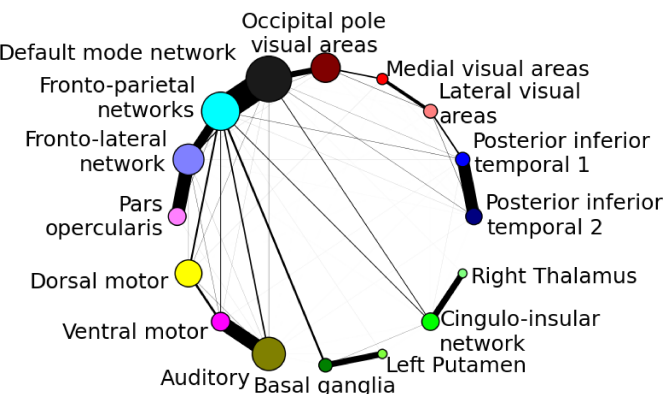 Occipital pole
visual areas
Default mode network
Medial visual areas
Fronto-parietal
networks
Lateral visual
areas
Fronto-lateral
network
Posterior inferior
temporal 1
Pars
opercularis
Posterior inferior
temporal 2
Dorsal motor
Right Thalamus
Ventral motor
Cingulo-insular
network
Left Putamen
Auditory
Basal ganglia